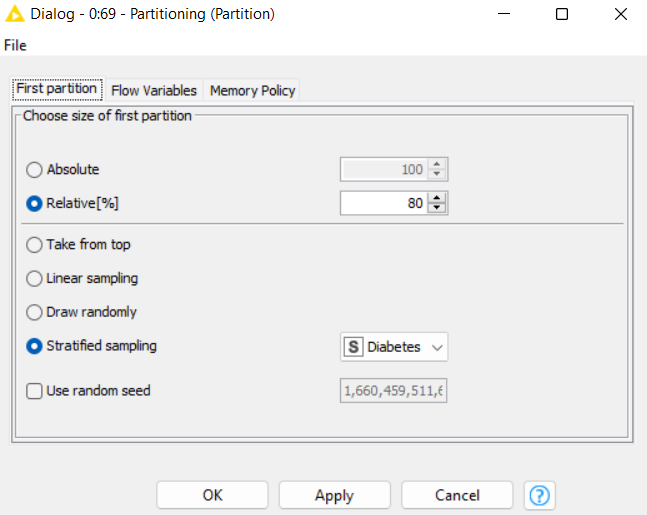 Dialog - 0:69 - Partitioning (Partition)
File
First partition Flow Variables Memory Policy
Choose size of first partition
Absolute 100
Relative[%] 80
Take from top
Linear sampling
Draw randomly
Stratified sampling S Diabetes
Use random seed 1,660,459,511,6
OK Apply Cancel ?